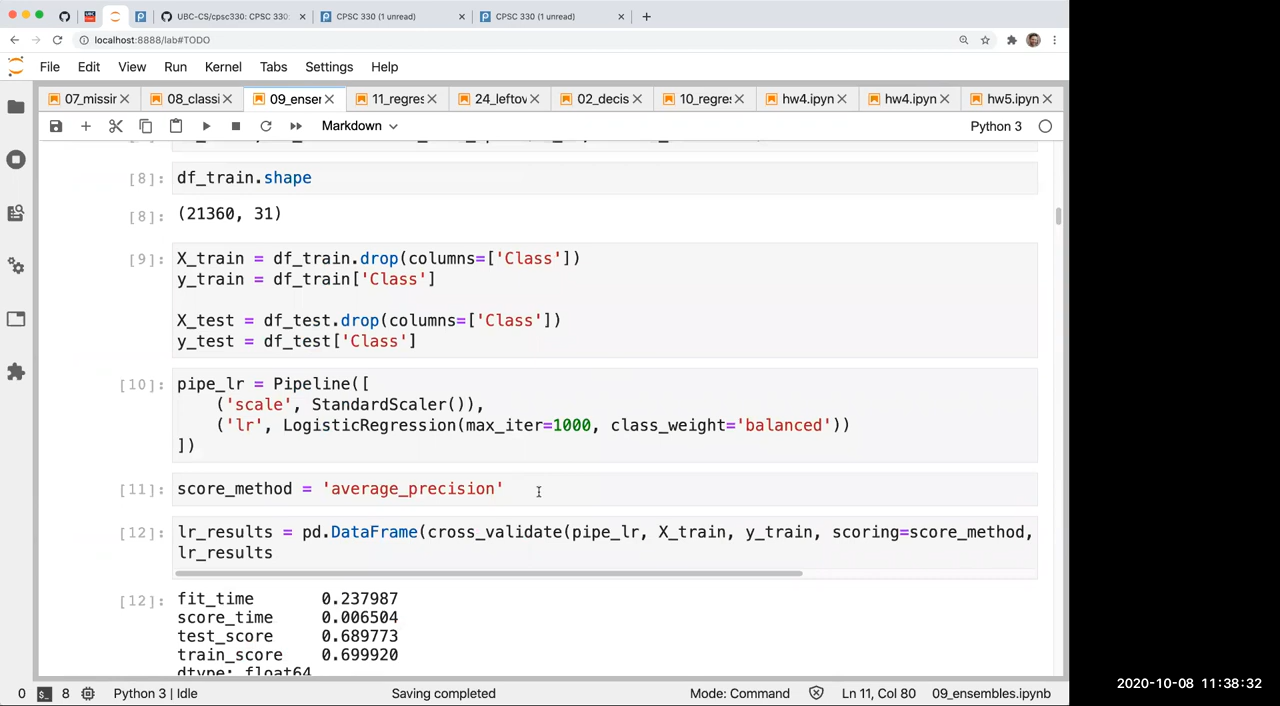 UBC-CS/cpsc330: CPSC 330:
CPSC 330 (1 unread)
CPSC 330 (1 unread)
localhost:8888/lab#TODO
File Edit View Run Kernel Tabs Settings Help
07_missir 08_classi 09_enser 11_regres 24_leftov 02_decis 10_regres hw4.ipyn hw4.ipyn hw5.ipyn
Markdown Python 3
[8]: df_train.shape
[8]: (21360, 31)
[9]: X_train = df_train.drop(columns=['Class'])
y_train = df_train['Class']
X_test = df_test.drop(columns=['Class'])
y_test = df_test['Class']
[10]: pipe_lr = Pipeline([
('scale', StandardScaler()),
('lr', LogisticRegression(max_iter=1000, class_weight='balanced'))
])
[11]: score_method = 'average_precision'
[12]: lr_results = pd.DataFrame(cross_validate(pipe_lr, X_train, y_train, scoring=score_method,
lr_results
[12]: fit_time 0.237987
score_time 0.006504
test_score 0.689773
train_score 0.699920
dtype: float64
0 8 Python 3 | Idle Saving completed Mode: Command Ln 11, Col 80 09_ensembles.ipynb
2020-10-08 11:38:32